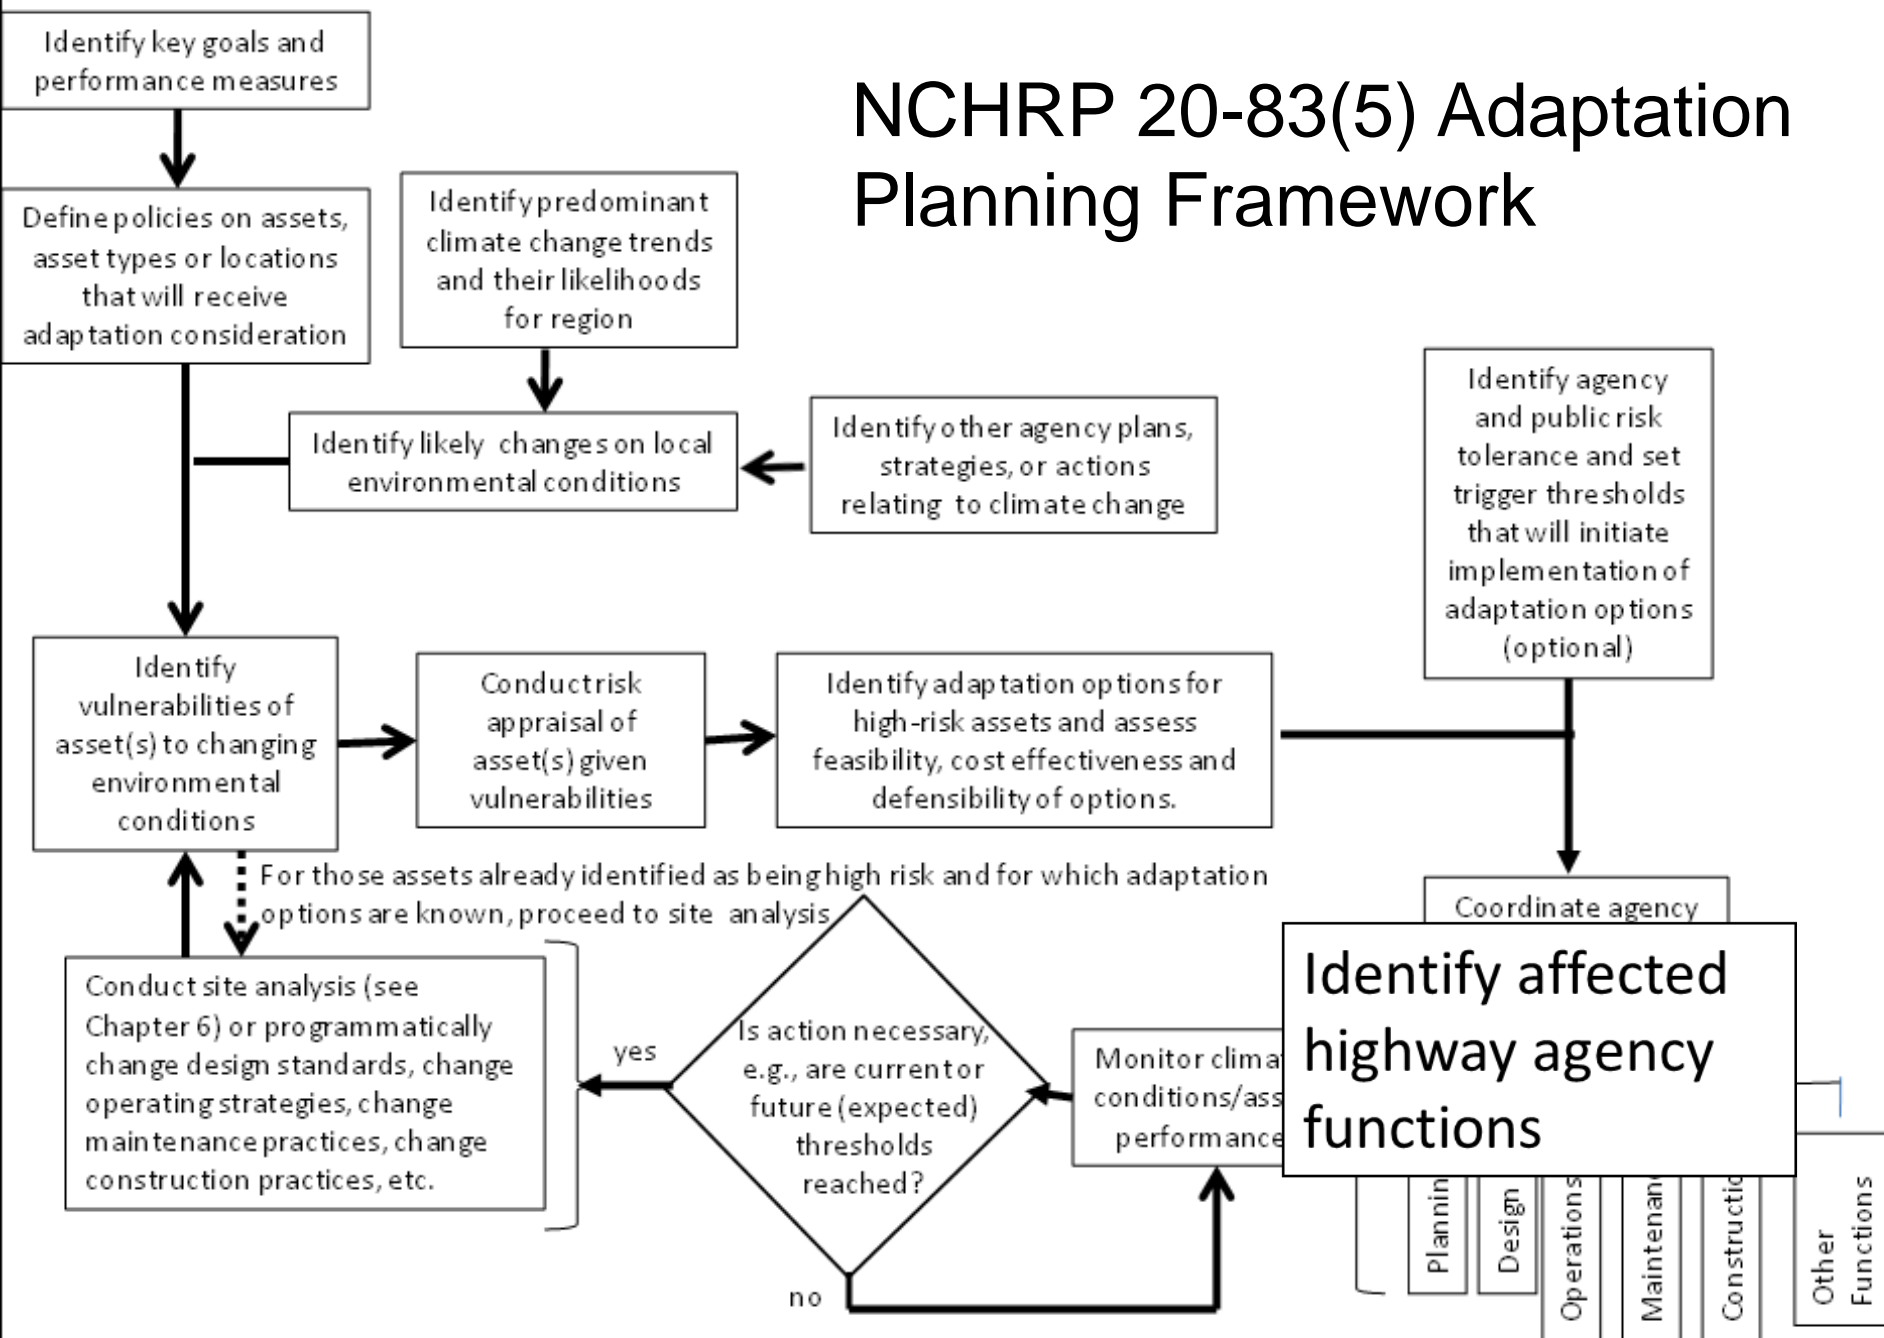 Identify key goals and
performance measures
NCHRP 20-83(5) Adaptation
Planning Framework
Define policies on assets,
asset types or locations
that will receive
adaptation consideration
Identify predominant
climate change trends
and their likelihoods
for region
Identify likely changes on local
environmental conditions
Identify other agency plans,
strategies, or actions
relating to climate change
Identify agency
and public risk
tolerance and set
trigger thresholds
that will initiate
implementation of
adaptation options
(optional)
Identify
vulnerabilities of
asset(s) to changing
environmental
conditions
Conduct risk
appraisal of
asset(s) given
vulnerabilities
Identify adaptation options for
high-risk assets and assess
feasibility, cost effectiveness and
defensibility of options.
For those assets already identified as being high risk and for which adaptation
options are known, proceed to site analysis
Coordinate agency
Identify affected
highway agency
functions
Conduct site analysis (see
Chapter 6) or programmatically
change design standards, change
operating strategies, change
maintenance practices, change
construction practices, etc.
yes
Is action necessary,
e.g., are current or
future (expected)
thresholds
reached?
no
Monitor
conditions/
performance
Design
Operations
Other
Functions